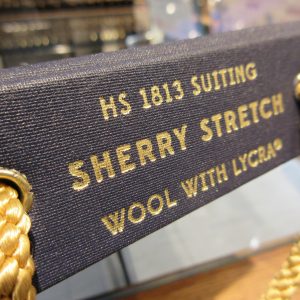 HS 1813 SUITING
SHERRY STRETCH
WOOL WITH LYCRA®